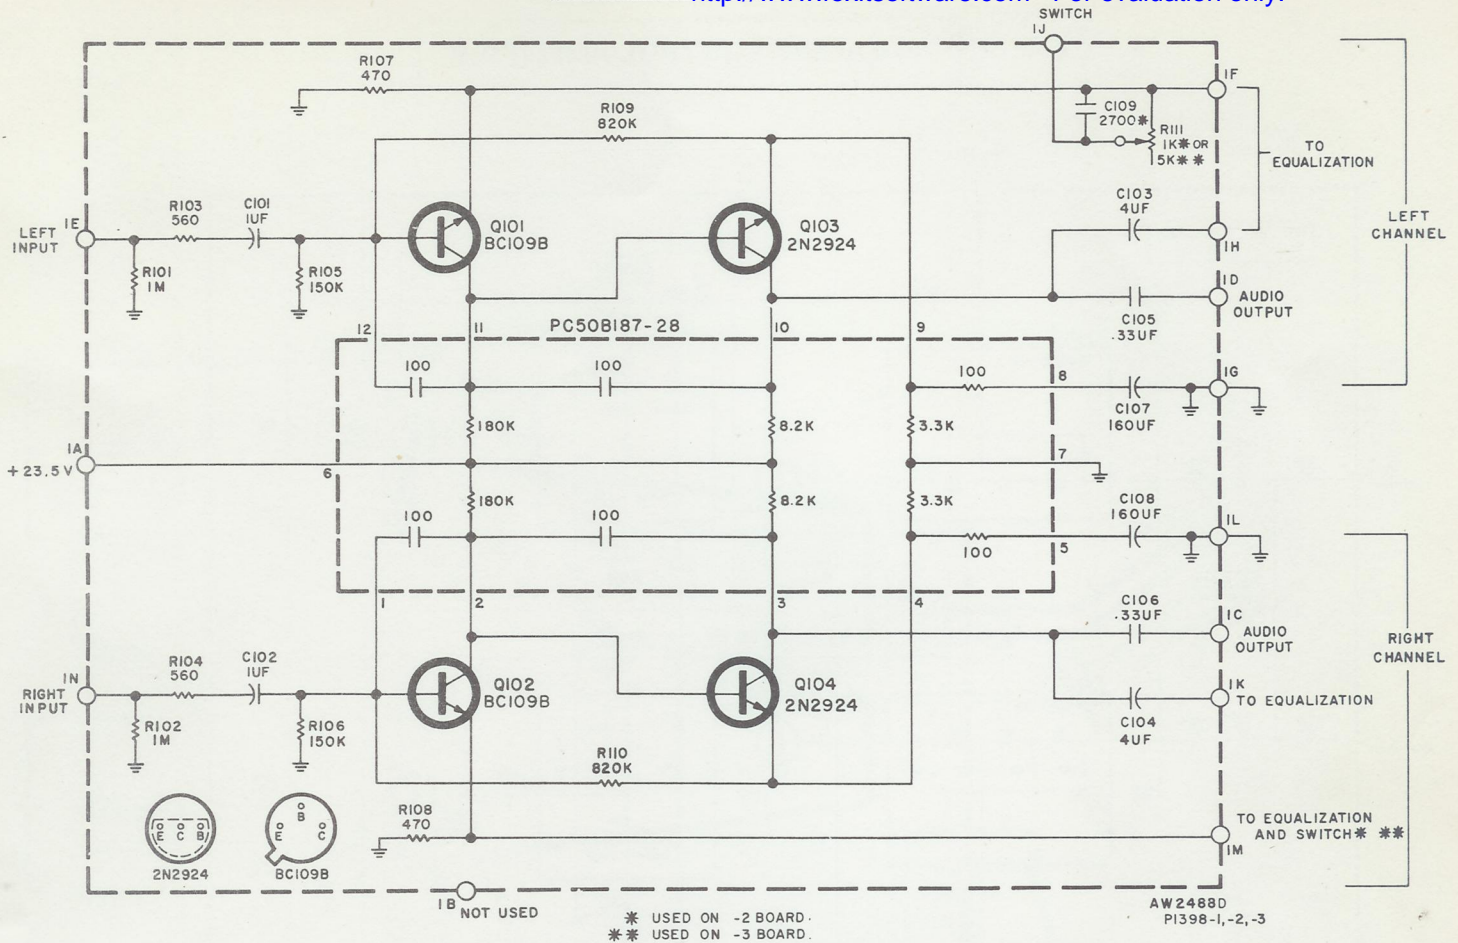 SWITCH
1J
R107
470
1F
R109
820K
C109
2700*
R111
1K* OR
5K**
TO
EQUALIZATION
C103
4UF
LEFT
CHANNEL
R103
560
C101
1UF
1E
LEFT
INPUT
Q101
BC109B
Q103
2N2924
1H
R101
1M
R105
150K
1D
AUDIO
OUTPUT
C105
.33UF
12
11
PC50B187-28
10
9
100
100
100
8
1G
C107
160UF
180K
8.2K
3.3K
1A
+23.5V
6
7
180K
8.2K
3.3K
C108
160UF
100
100
1L
100
5
1
2
3
4
C106
.33UF
1C
AUDIO
OUTPUT
RIGHT
CHANNEL
R104
560
C102
1UF
1N
RIGHT
INPUT
Q102
BC109B
Q104
2N2924
1K
TO EQUALIZATION
C104
4UF
R102
1M
R106
150K
R110
820K
R108
470
TO EQUALIZATION
AND SWITCH* **
1M
E C B
2N2924
B
E C
BC109B
1B
NOT USED
* USED ON -2 BOARD.
** USED ON -3 BOARD.
AW2488D
P1398-1,-2,-3